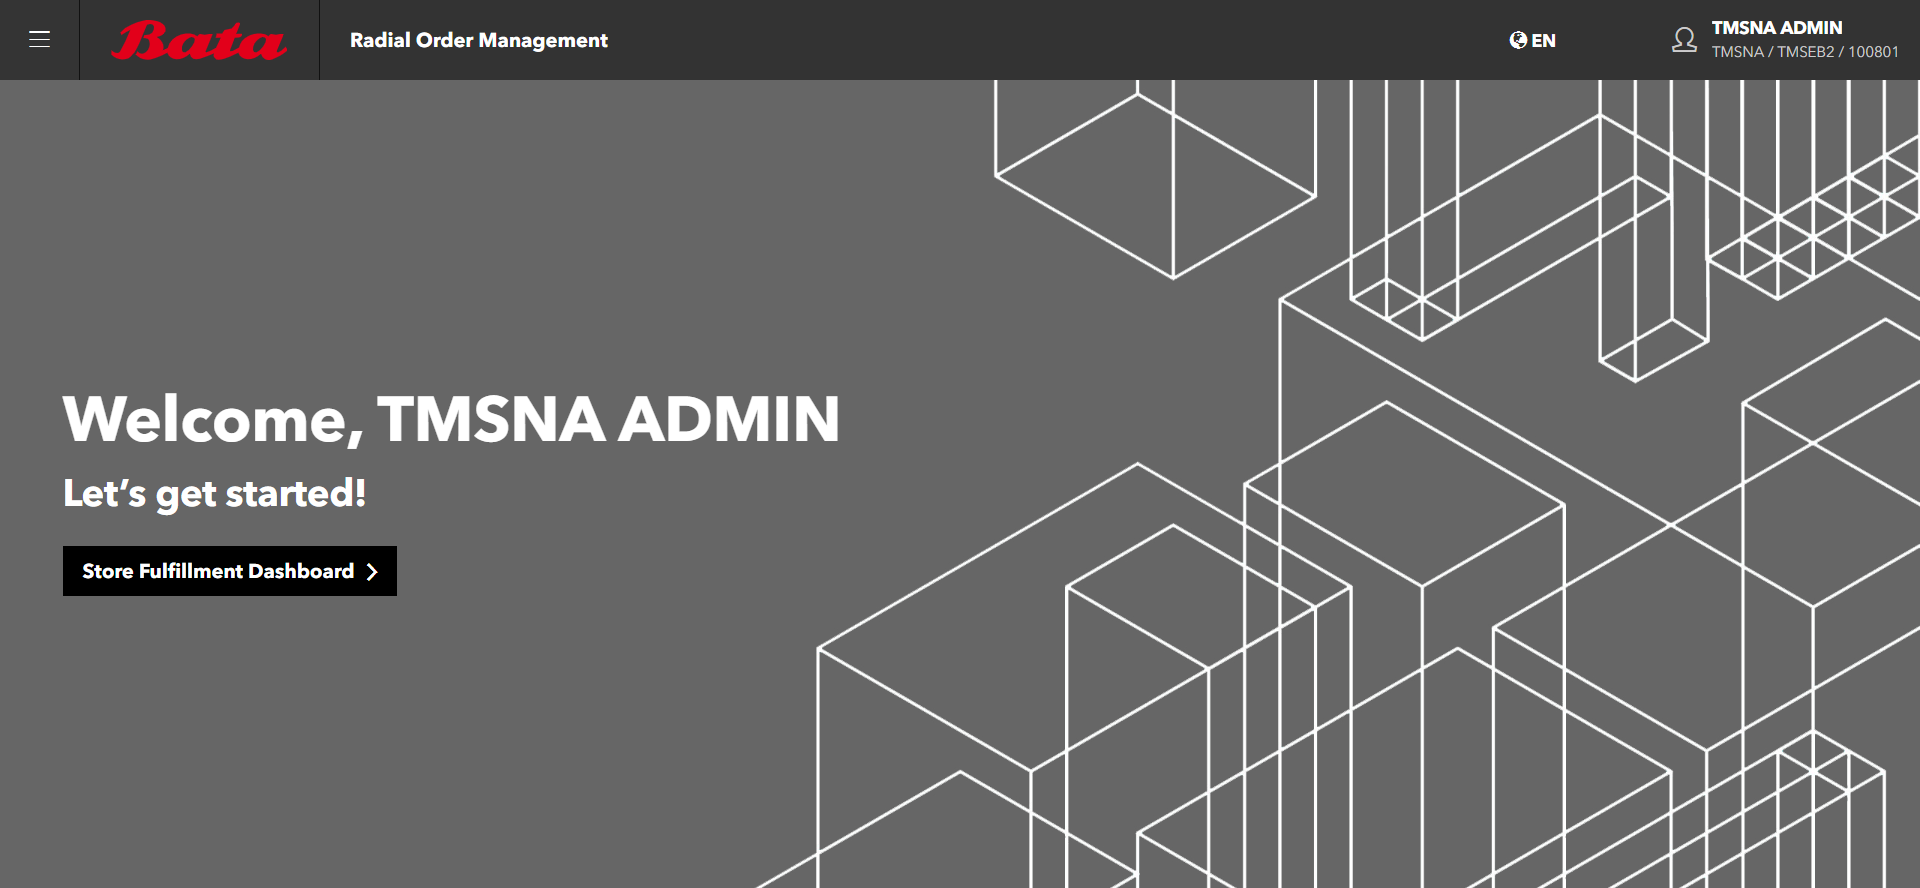 Bata
Radial Order Management
EN
TMSNA ADMIN
TMSNA / TMSEB2 / 100801
Welcome, TMSNA ADMIN
Let’s get started!
Store Fulfillment Dashboard